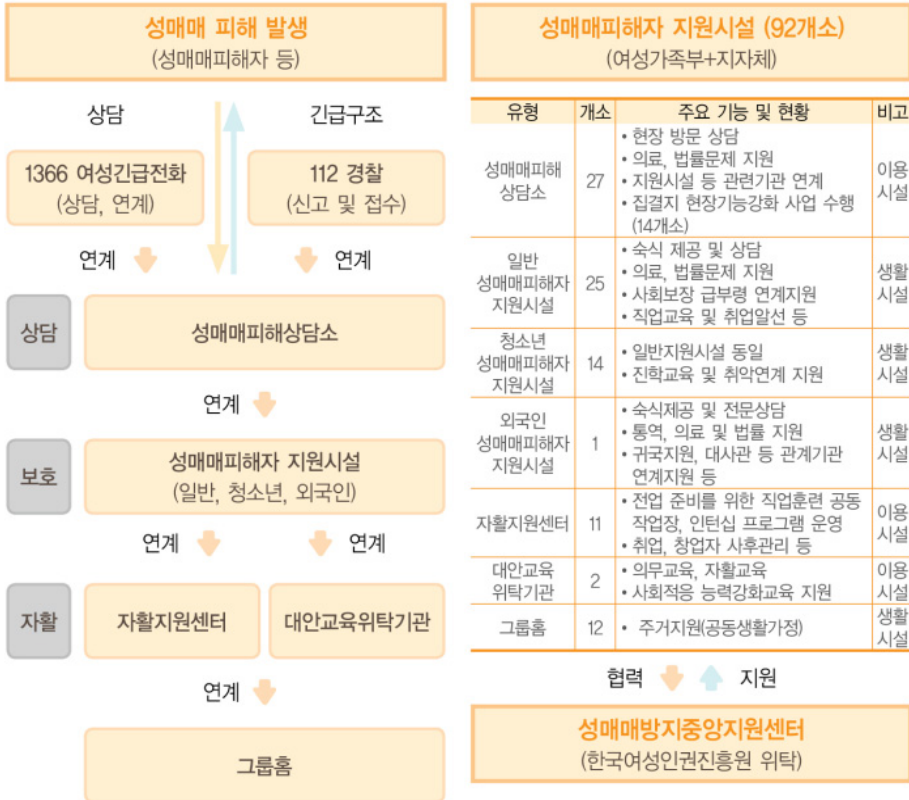 성매매 피해 발생
(성매매피해자 등)
상담
긴급구조
1366 여성긴급전화
(상담, 연계)
112 경찰
(신고 및 접수)
연계
연계
상담
성매매피해상담소
연계
보호
성매매피해자 지원시설
(일반, 청소년, 외국인)
연계
연계
자활
자활지원센터
대안교육위탁기관
연계
그룹홈
성매매피해자 지원시설 (92개소)
(여성가족부+지자체)
유형 개소 주요 기능 및 현황 비고
성매매피해
상담소
27
• 현장 방문 상담
• 의료, 법률문제 지원
• 지원시설 등 관련기관 연계
• 집결지 현장기능강화 사업 수행
(14개소)
이용
시설
일반
성매매피해자
지원시설
25
• 숙식 제공 및 상담
• 의료, 법률문제 지원
• 사회보장 급부령 연계지원
• 직업교육 및 취업알선 등
생활
시설
청소년
성매매피해자
지원시설
14
• 일반지원시설 동일
• 진학교육 및 취악연계 지원
생활
시설
외국인
성매매피해자
지원시설
1
• 숙식제공 및 전문상담
• 통역, 의료 및 법률 지원
• 귀국지원, 대사관 등 관계기관
연계지원 등
생활
시설
자활지원센터
11
• 전업 준비를 위한 직업훈련 공동
작업장, 인턴십 프로그램 운영
• 취업, 창업자 사후관리 등
이용
시설
대안교육
위탁기관
2
• 의무교육, 자활교육
• 사회적응 능력강화교육 지원
이용
시설
그룹홈
12
• 주거지원(공동생활가정)
생활
시설
협력
지원
성매매방지중앙지원센터
(한국여성인권진흥원 위탁)